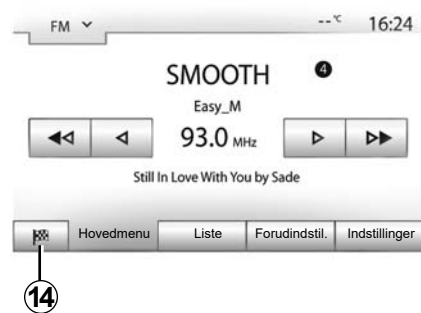 FM --°C 16:24
SMOOTH 4
Easy_M
93.0 MHz
Still In Love With You by Sade
Hovedmenu Liste Forudindstil. Indstillinger
14